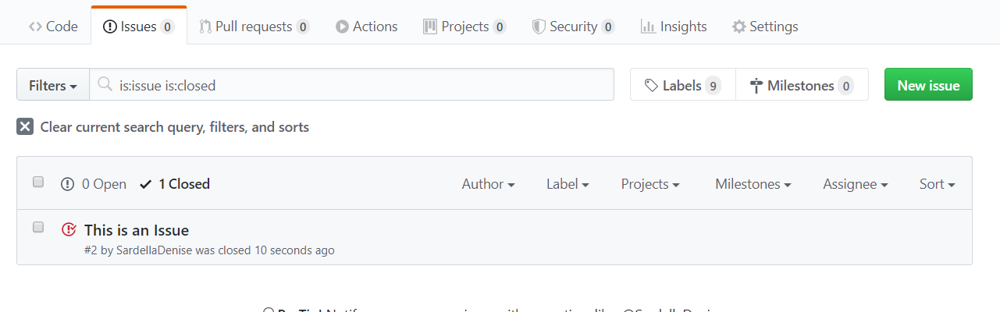 Code Issues 0 Pull requests 0 Actions Projects 0 Security 0 Insights Settings
Filters is:issue is:closed Labels 9 Milestones 0 New issue
Clear current search query, filters, and sorts
0 Open 1 Closed Author Label Projects Milestones Assignee Sort
This is an Issue
#2 by SardellaDenise was closed 10 seconds ago